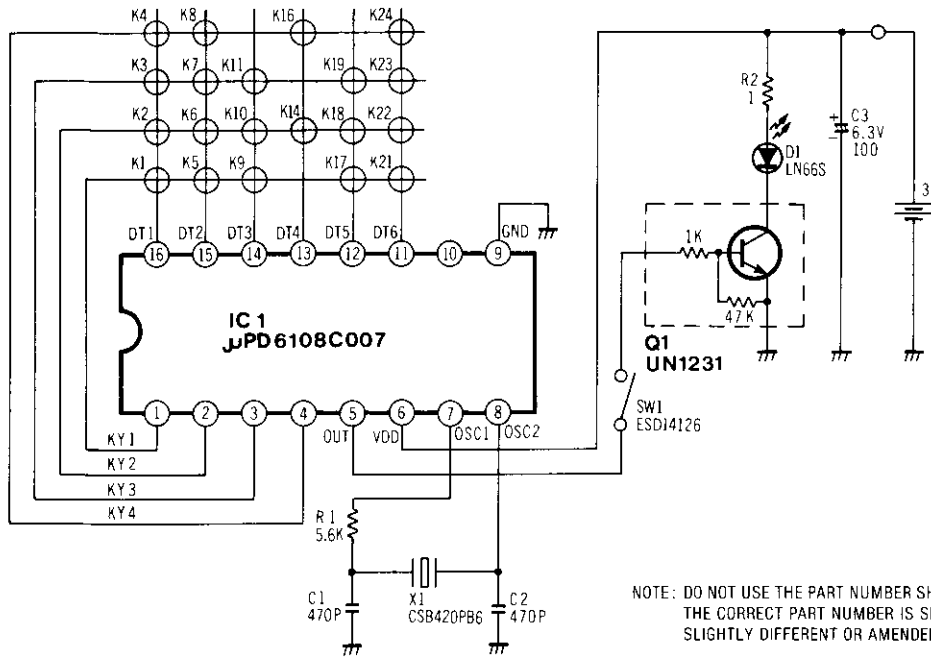 K4 K8 K16 K24
K3 K7 K11 K19 K23
K2 K6 K10 K14 K18 K22
K1 K5 K9 K17 K21
DT1 DT2 DT3 DT4 DT5 DT6 GND
16 15 14 13 12 11 10 9
IC 1
μPD6108C007
1 2 3 4 5 6 7 8
OUT VDD OSC1 OSC2
KY1
KY2
KY3
KY4
R1
5.6K
C1
470P
X1
CSB420PB6
C2
470P
R2
1
D1
LN66S
+
-
C3
6.3V
100
3
1K
47K
Q1
UN1231
SW1
ESD14126
NOTE: DO NOT USE THE PART NUMBER
THE CORRECT PART NUMBER IS
SLIGHTLY DIFFERENT OR